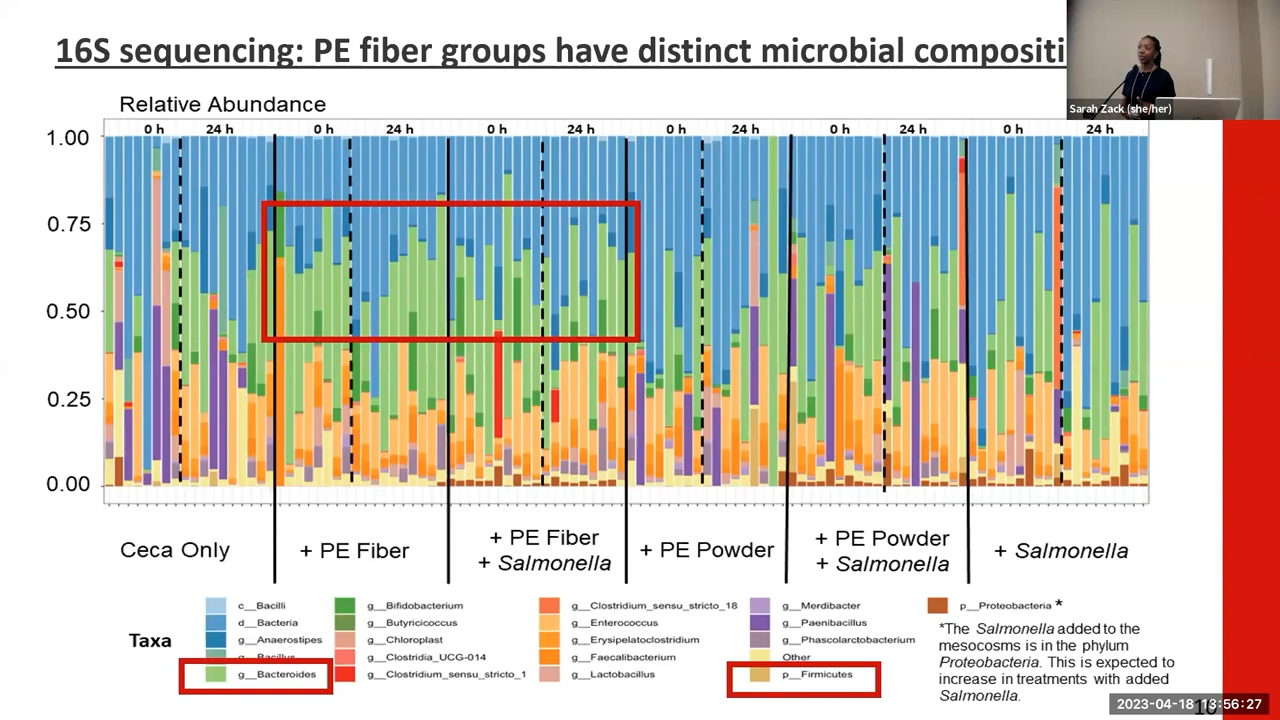 16S sequencing: PE fiber groups have distinct microbial compositi
Sarah Zack (she/her)
Relative Abundance
0 h 24 h 0 h 24 h 0 h 24 h 0 h 24 h 0 h 24 h 0 h 24 h
1.00
0.75
0.50
0.25
0.00
Ceca Only
+ PE Fiber
+ PE Fiber
+ Salmonella
+ PE Powder
+ PE Powder
+ Salmonella
+ Salmonella
Taxa
c__Bacilli
d__Bacteria
g__Anaerostipes
g__Bacillus
g__Bacteroides
g__Bifidobacterium
g__Butyricicoccus
g__Chloroplast
g__Clostridia_UCG-014
g__Clostridium_sensu_stricto_1
g__Clostridium_sensu_stricto_18
g__Enterococcus
g__Erysipelatoclostridium
g__Faecalibacterium
g__Lactobacillus
g__Merdibacter
g__Paenibacillus
g__Phascolarctobacterium
Other
p__Firmicutes
p__Proteobacteria *
*The Salmonella added to the
mesocosms is in the phylum
Proteobacteria. This is expected to
increase in treatments with added
Salmonella.
10
2023-04-18 13:56:27